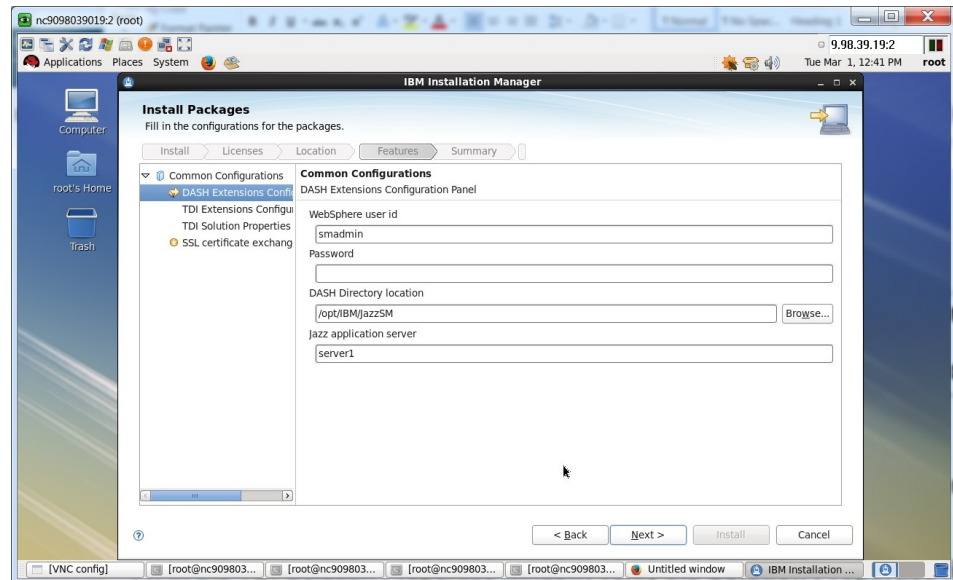 nc9098039019:2 (root)
9.98.39.19:2
Applications Places System
Tue Mar 1, 12:41 PM root
IBM Installation Manager
Computer
root's Home
Trash
Install Packages
Fill in the configurations for the packages.
Install Licenses Location Features Summary
Common Configurations
DASH Extensions Confi
TDI Extensions Configu
TDI Solution Properties
SSL certificate exchang
Common Configurations
DASH Extensions Configuration Panel
WebSphere user id
smadmin
Password
DASH Directory location
/opt/IBM/JazzSM
Browse...
Jazz application server
server1
< Back
Next >
Install
Cancel
[VNC config]
[root@nc909803...
[root@nc909803...
[root@nc909803...
[root@nc909803...
Untitled window
IBM Installation ...